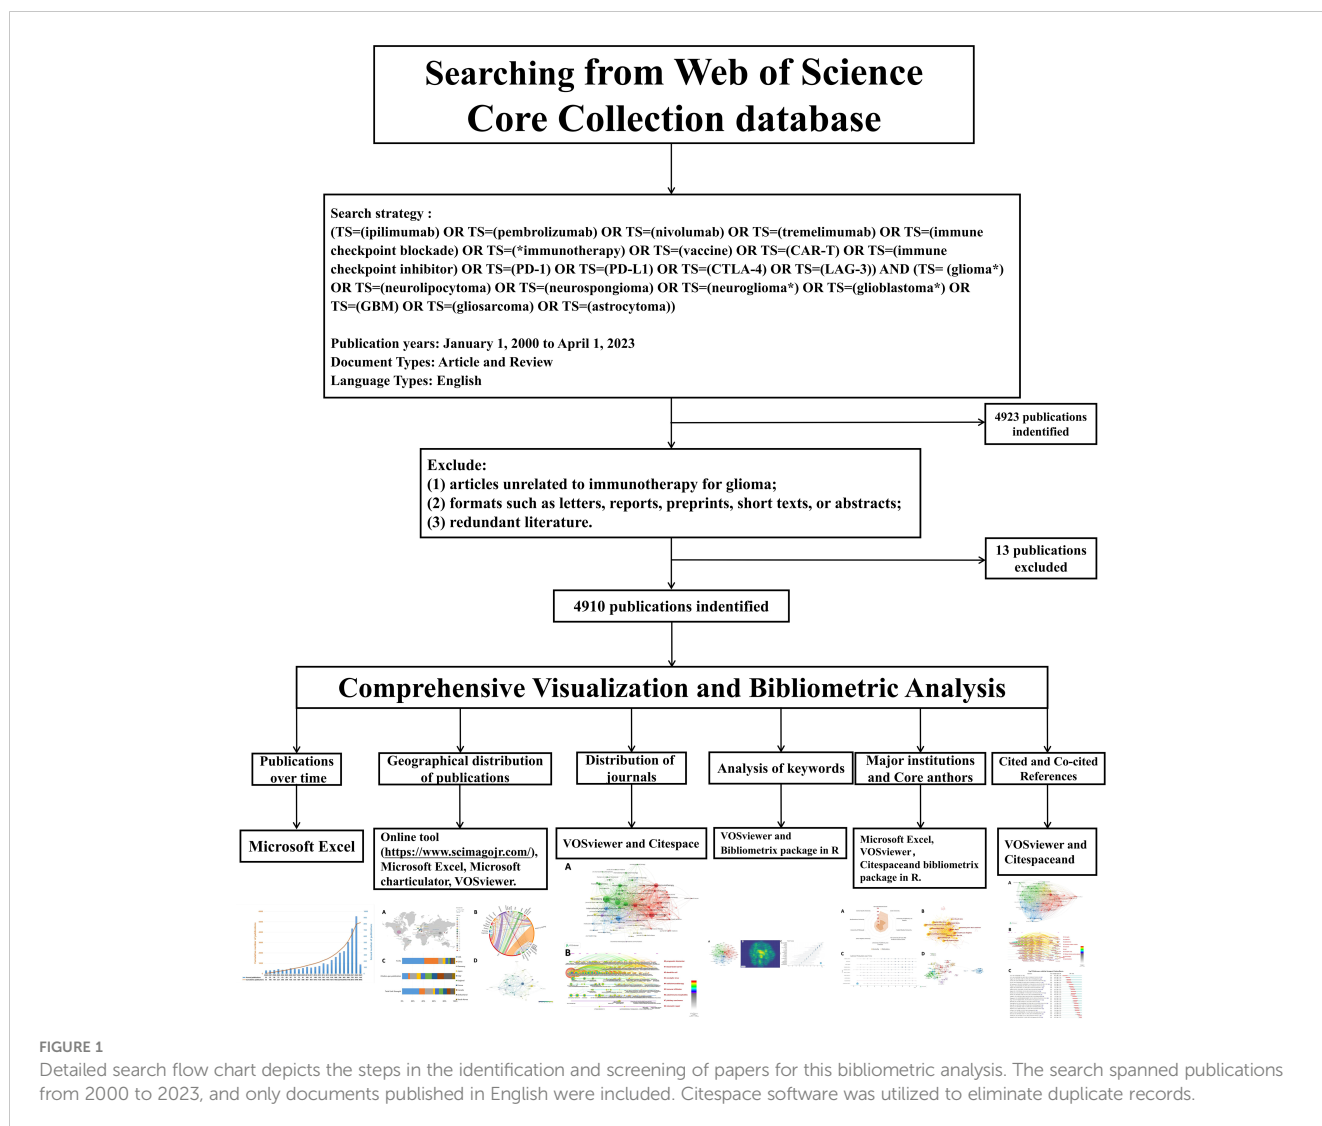 Searching from Web of Science
Core Collection database
Search strategy :
(TS=(ipilimumab) OR TS=(pembrolizumab) OR TS=(nivolumab) OR TS=(tremelimumab) OR TS=(immune
checkpoint blockade) OR TS=(*immunotherapy) OR TS=(vaccine) OR TS=(CAR-T) OR TS=(immune
checkpoint inhibitor) OR TS=(PD-1) OR TS=(PD-L1) OR TS=(CTLA-4) OR TS=(LAG-3)) AND (TS= (glioma*)
OR TS=(neurolipocytoma) OR TS=(neurospongioma) OR TS=(neuroglioma*) OR TS=(glioblastoma*) OR
TS=(GBM) OR TS=(gliosarcoma) OR TS=(astrocytoma))
Publication years: January 1, 2000 to April 1, 2023
Document Types: Article and Review
Language Types: English
4923 publications
indentified
Exclude:
(1) articles unrelated to immunotherapy for glioma;
(2) formats such as letters, reports, preprints, short texts, or abstracts;
(3) redundant literature.
13 publications
excluded
4910 publications indentified
Comprehensive Visualization and Bibliometric Analysis
Publications
over time
Geographical distribution
of publications
Distribution of
journals
Analysis of keywords
Major institutions
and Core anthors
Cited and Co-cited
References
Microsoft Excel
Online tool
(https://www.scimagojr.com/),
Microsoft Excel, Microsoft
charticulator, VOSviewer.
VOSviewer and Citespace
VOSviewer and
Bibliometrix package in R
Microsoft Excel,
VOSviewer,
Citespaceand bibliometrix
package in R.
VOSviewer and
Citespaceand
A
B
A
B
C
D
A
B
C
D
A
B
C
FIGURE 1
Detailed search flow chart depicts the steps in the identification and screening of papers for this bibliometric analysis. The search spanned publications
from 2000 to 2023, and only documents published in English were included. Citespace software was utilized to eliminate duplicate records.